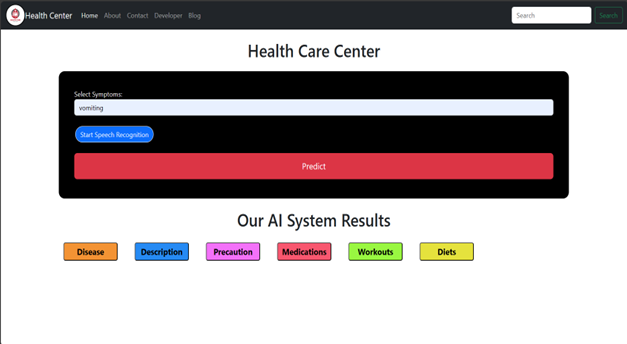 Health Center Home About Contact Developer Blog Search Search
Health Care Center
Select Symptoms:
vomiting
Start Speech Recognition
Predict
Our AI System Results
Disease Description Precaution Medications Workouts Diets